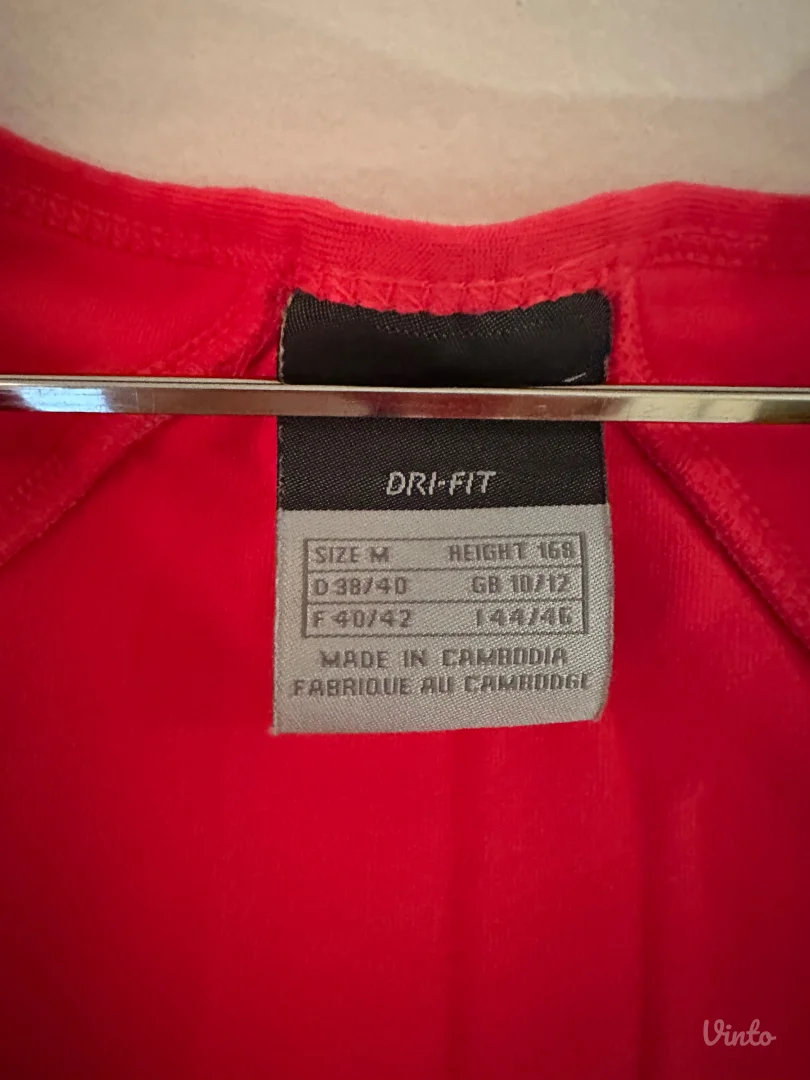 DRI-FIT
SIZE M HEIGHT 168
D 38/40 GB 10/12
F 40/42 I 44/46
MADE IN CAMBODIA
FABRIQUE AU CAMBODGE
Vinto